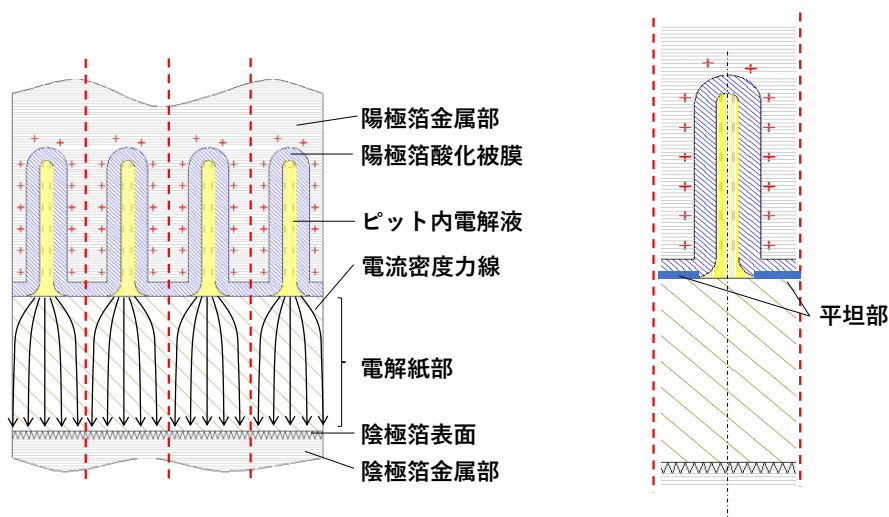 陽極箔金属部
陽極箔酸化被膜
ピット内電解液
電流密度力線
電解紙部
陰極箔表面
陰極箔金属部
平坦部